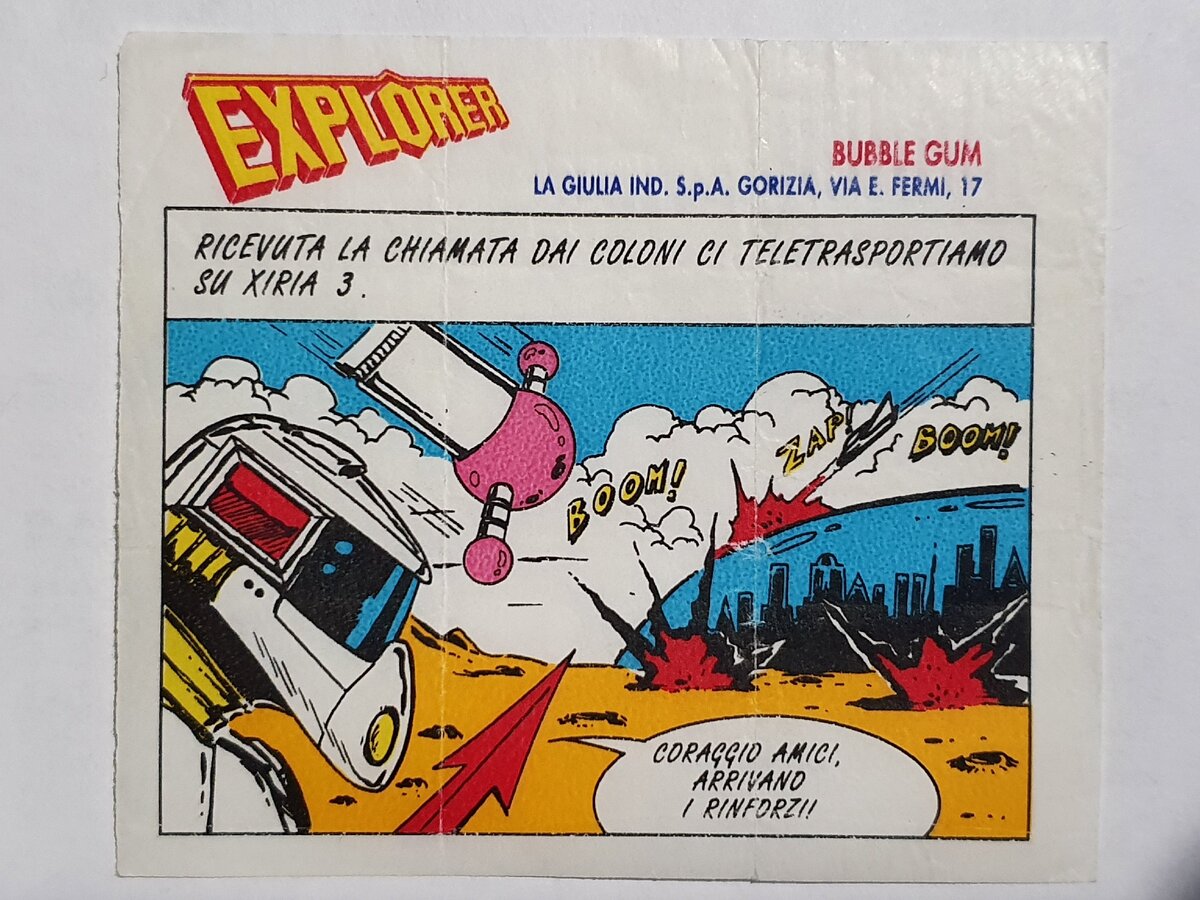 EXPLORER
BUBBLE GUM
LA GIULIA IND. S.p.A. GORIZIA, VIA E. FERMI, 17
RICEVUTA LA CHIAMATA DAI COLONI CI TELETRASPORTIAMO
SU XIRIA 3.
ZAP!
BOOM!
BOOM!
CORAGGIO AMICI,
ARRIVANO
I RINFORZI!